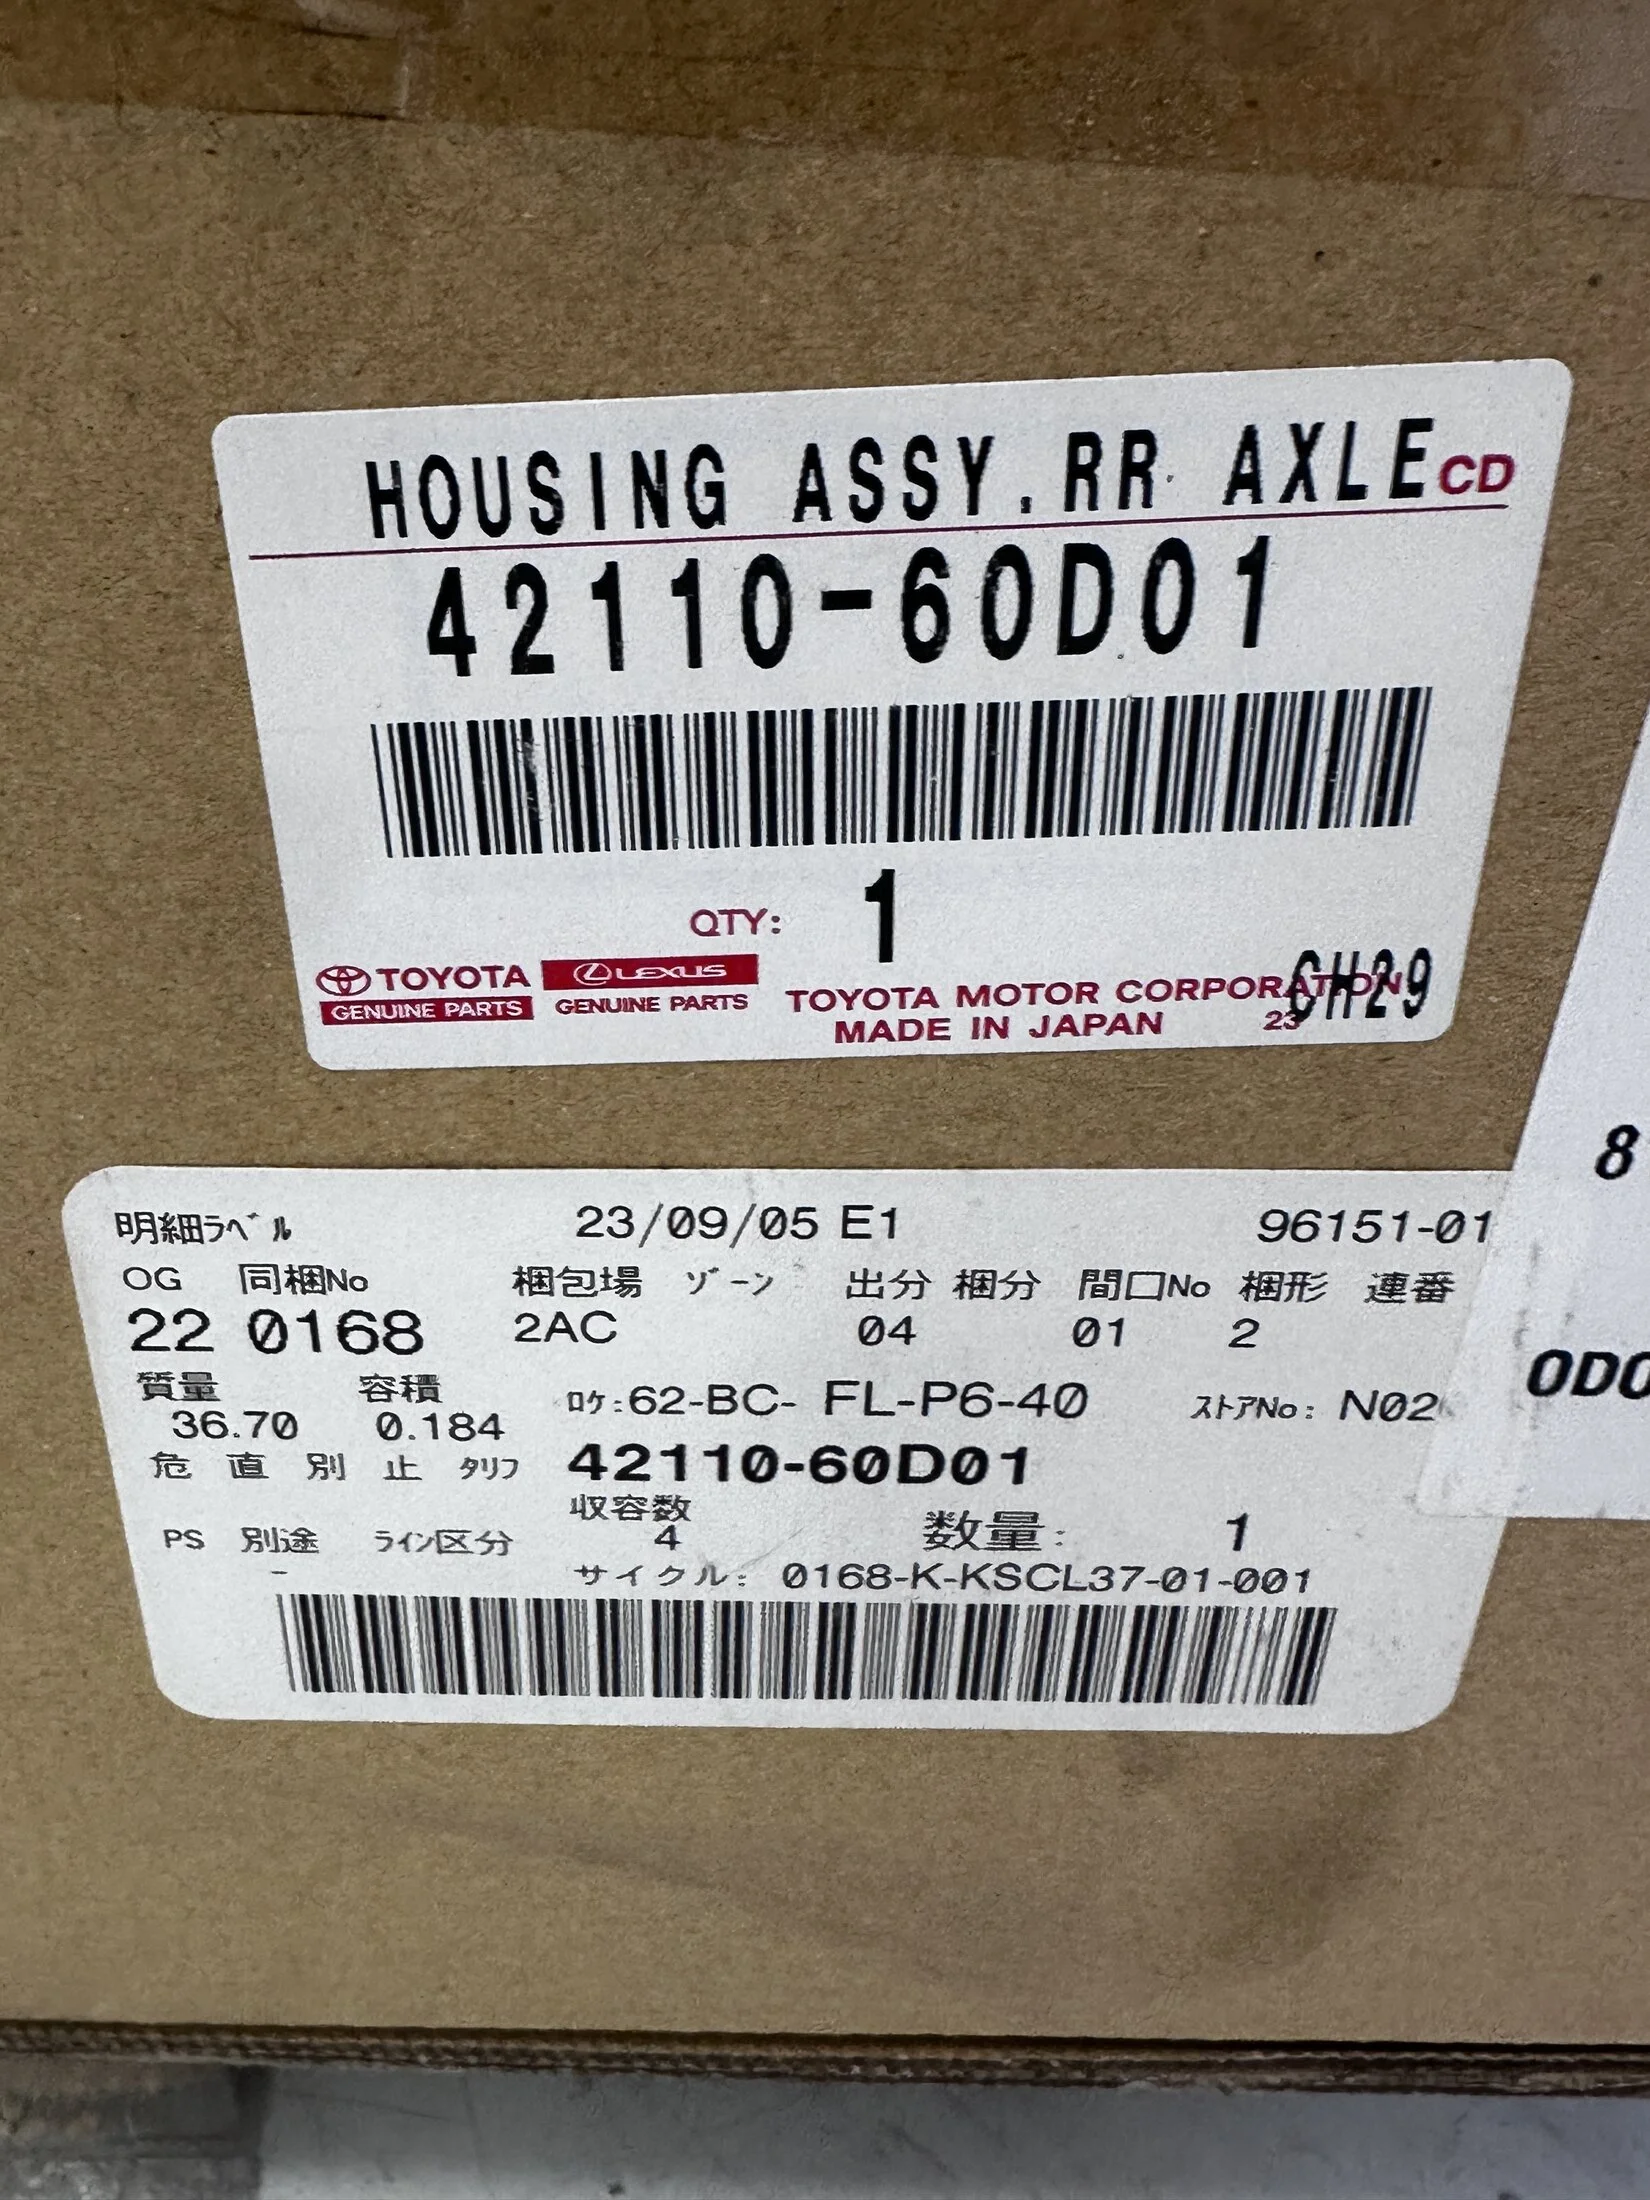 HOUSING ASSY, RR AXLE CD
42110-60D01
QTY: 1
TOYOTA LEXUS
GENUINE PARTS GENUINE PARTS
TOYOTA MOTOR CORPORATION
MADE IN JAPAN 23 CH29
8
0D0
明細ラベル 23/09/05 E1 96151-01
OG 同梱No 梱包場 ゾーン 出分 梱分 間口No 梱形 連番
22 0168 2AC 04 01 2
質量 容積 ロケ:62-BC- FL-P6-40 ストアNo: N02
36.70 0.184
危 直 別 止 タリフ 42110-60D01
収容数
PS 別途 ライン区分 4 数量: 1
- サイクル: 0168-K-KSCL37-01-001